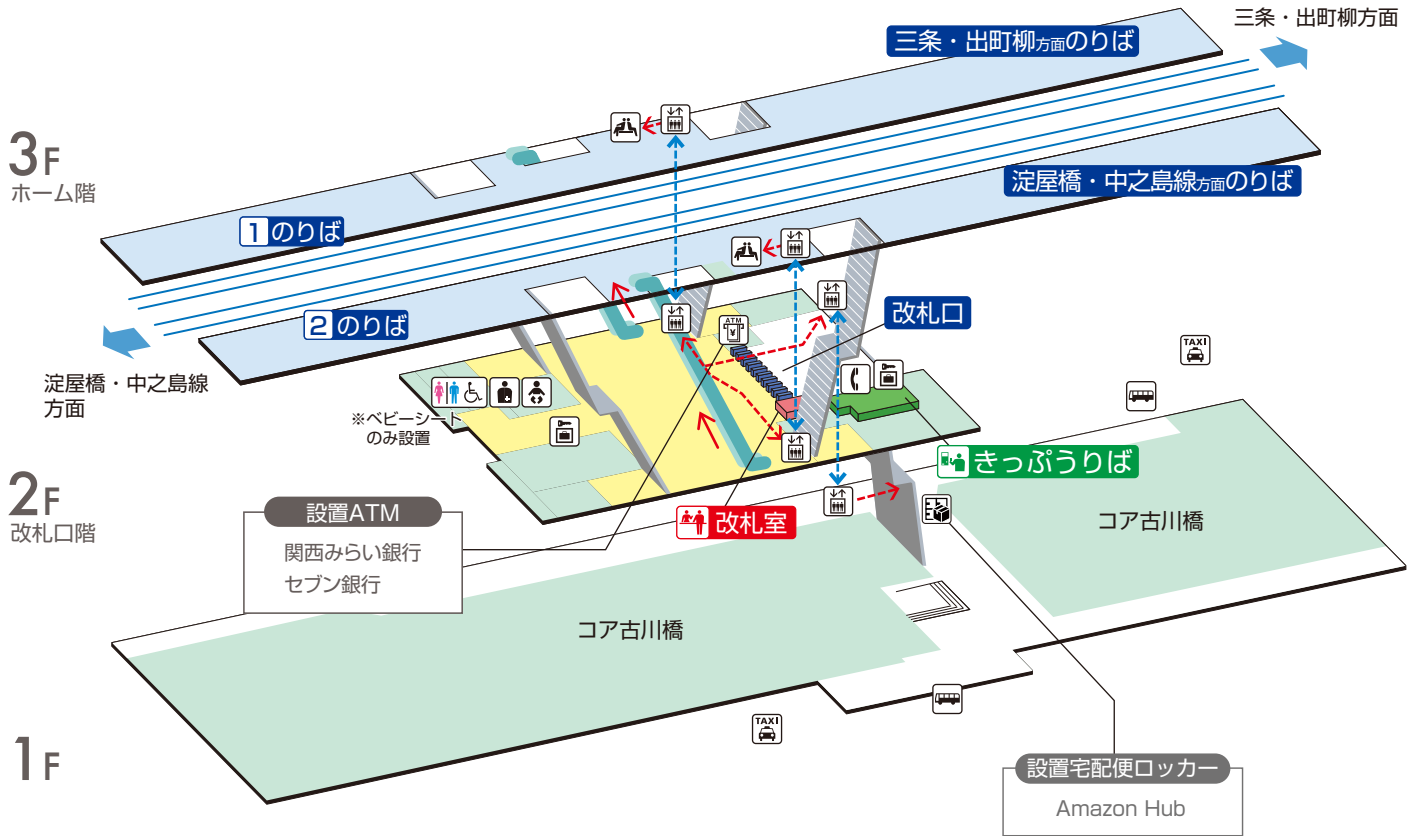 三条・出町柳方面
三条・出町柳方面のりば
3F
ホーム階
淀屋橋・中之島線方面のりば
1 のりば
2 のりば
淀屋橋・中之島線
方面
ATM
¥
改札口
TAXI
※ベビーシート
のみ設置
きっぷうりば
2F
改札口階
設置ATM
関西みらい銀行
セブン銀行
改札室
コア古川橋
コア古川橋
TAXI
1F
設置宅配便ロッカー
Amazon Hub